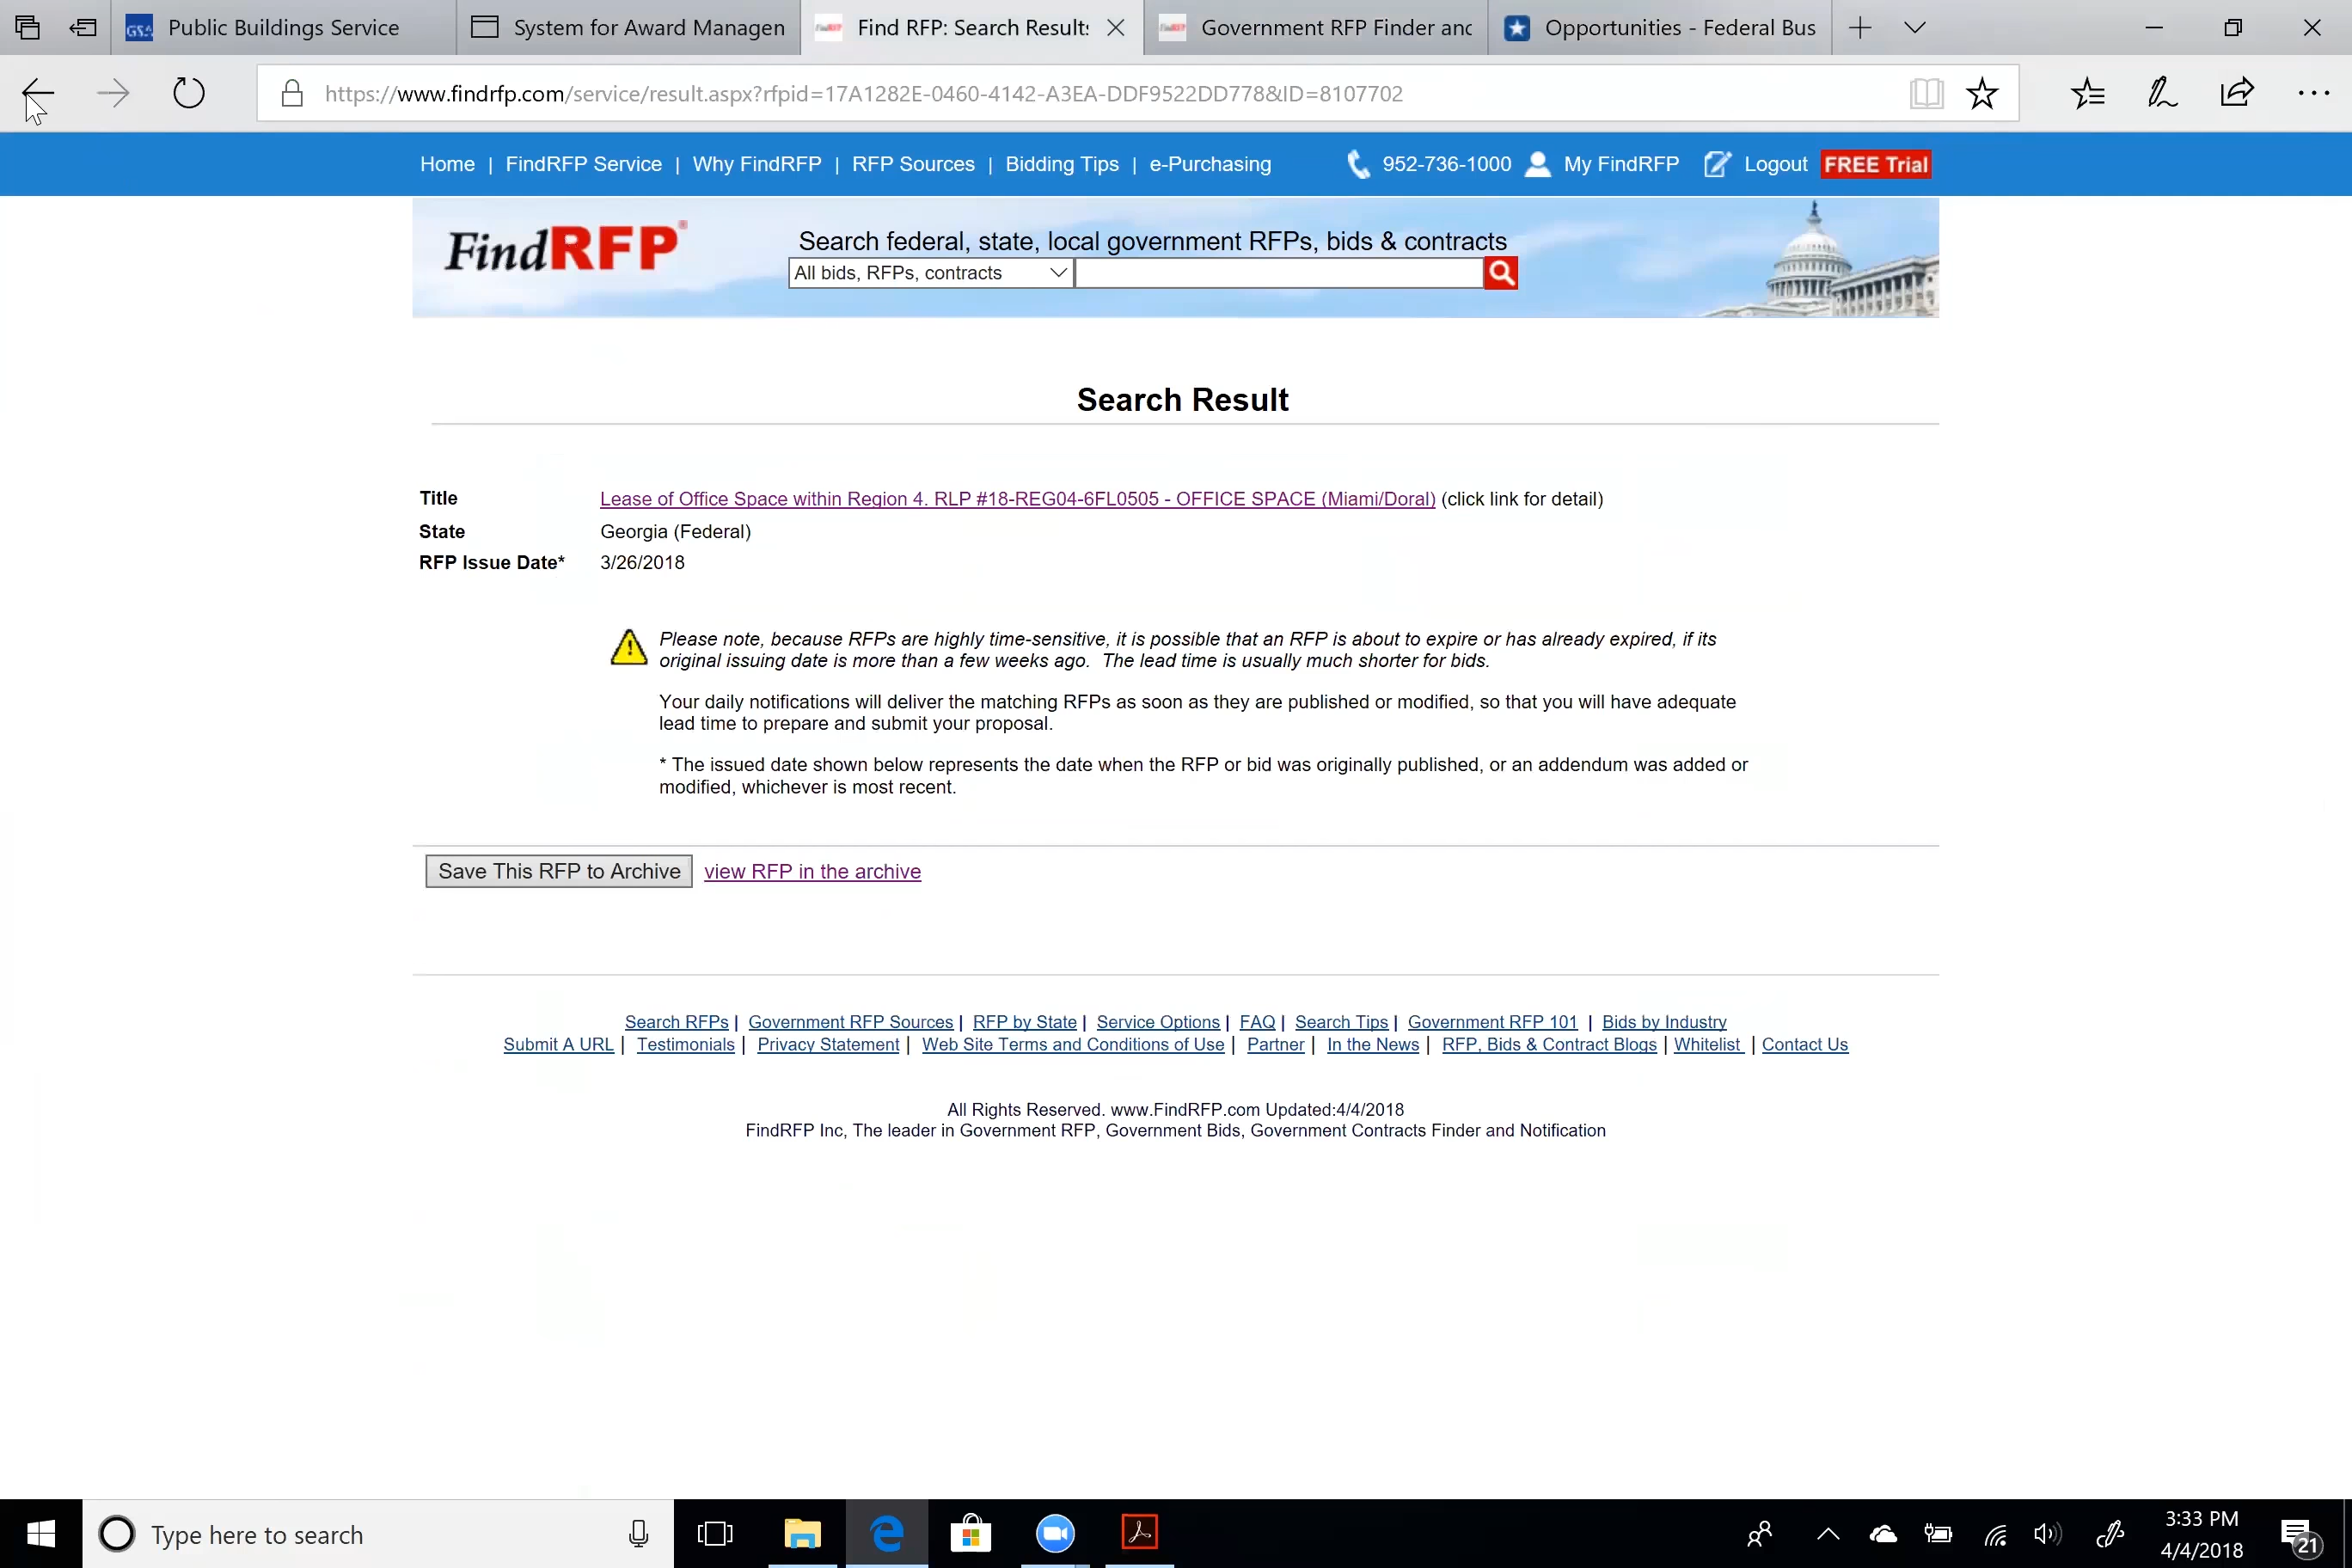 GSA Public Buildings Service
System for Award Managen
Find RFP: Search Results
Government RFP Finder anc
Opportunities - Federal Bus
https://www.findrfp.com/service/result.aspx?rfpid=17A1282E-0460-4142-A3EA-DDF9522DD778&ID=8107702
Home | FindRFP Service | Why FindRFP | RFP Sources | Bidding Tips | e-Purchasing 952-736-1000 My FindRFP Logout FREE Trial
FindRFP®
Search federal, state, local government RFPs, bids & contracts
All bids, RFPs, contracts
Search Result
Title Lease of Office Space within Region 4. RLP #18-REG04-6FL0505 - OFFICE SPACE (Miami/Doral) (click link for detail)
State Georgia (Federal)
RFP Issue Date* 3/26/2018
Please note, because RFPs are highly time-sensitive, it is possible that an RFP is about to expire or has already expired, if its
original issuing date is more than a few weeks ago. The lead time is usually much shorter for bids.
Your daily notifications will deliver the matching RFPs as soon as they are published or modified, so that you will have adequate
lead time to prepare and submit your proposal.
* The issued date shown below represents the date when the RFP or bid was originally published, or an addendum was added or
modified, whichever is most recent.
Save This RFP to Archive view RFP in the archive
Search RFPs | Government RFP Sources | RFP by State | Service Options | FAQ | Search Tips | Government RFP 101 | Bids by Industry
Submit A URL | Testimonials | Privacy Statement | Web Site Terms and Conditions of Use | Partner | In the News | RFP, Bids & Contract Blogs | Whitelist | Contact Us
All Rights Reserved. www.FindRFP.com Updated:4/4/2018
FindRFP Inc, The leader in Government RFP, Government Bids, Government Contracts Finder and Notification
Type here to search
3:33 PM
4/4/2018
21